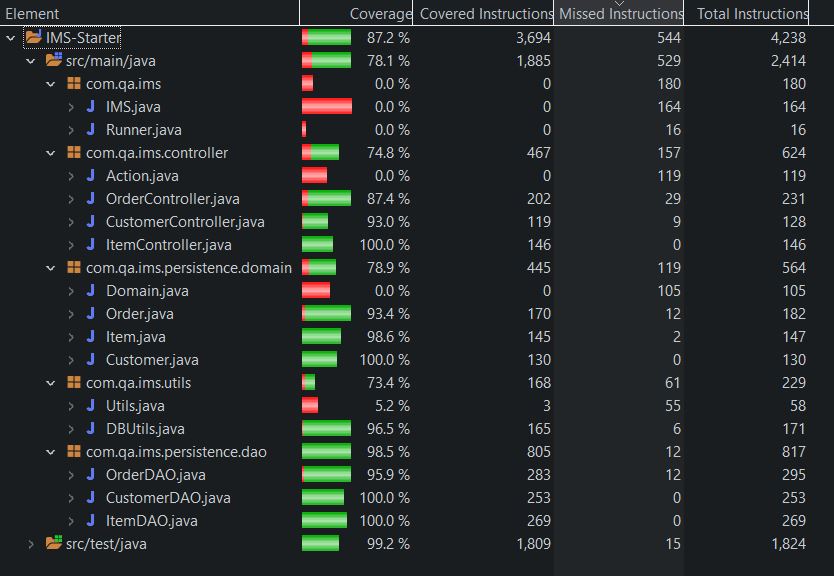 Element Coverage Covered Instructions Missed Instructions Total Instructions
IMS-Starter 87.2 % 3,694 544 4,238
src/main/java 78.1 % 1,885 529 2,414
com.qa.ims 0.0 % 0 180 180
IMS.java 0.0 % 0 164 164
Runner.java 0.0 % 0 16 16
com.qa.ims.controller 74.8 % 467 157 624
Action.java 0.0 % 0 119 119
OrderController.java 87.4 % 202 29 231
CustomerController.java 93.0 % 119 9 128
ItemController.java 100.0 % 146 0 146
com.qa.ims.persistence.domain 78.9 % 445 119 564
Domain.java 0.0 % 0 105 105
Order.java 93.4 % 170 12 182
Item.java 98.6 % 145 2 147
Customer.java 100.0 % 130 0 130
com.qa.ims.utils 73.4 % 168 61 229
Utils.java 5.2 % 3 55 58
DBUtils.java 96.5 % 165 6 171
com.qa.ims.persistence.dao 98.5 % 805 12 817
OrderDAO.java 95.9 % 283 12 295
CustomerDAO.java 100.0 % 253 0 253
ItemDAO.java 100.0 % 269 0 269
src/test/java 99.2 % 1,809 15 1,824